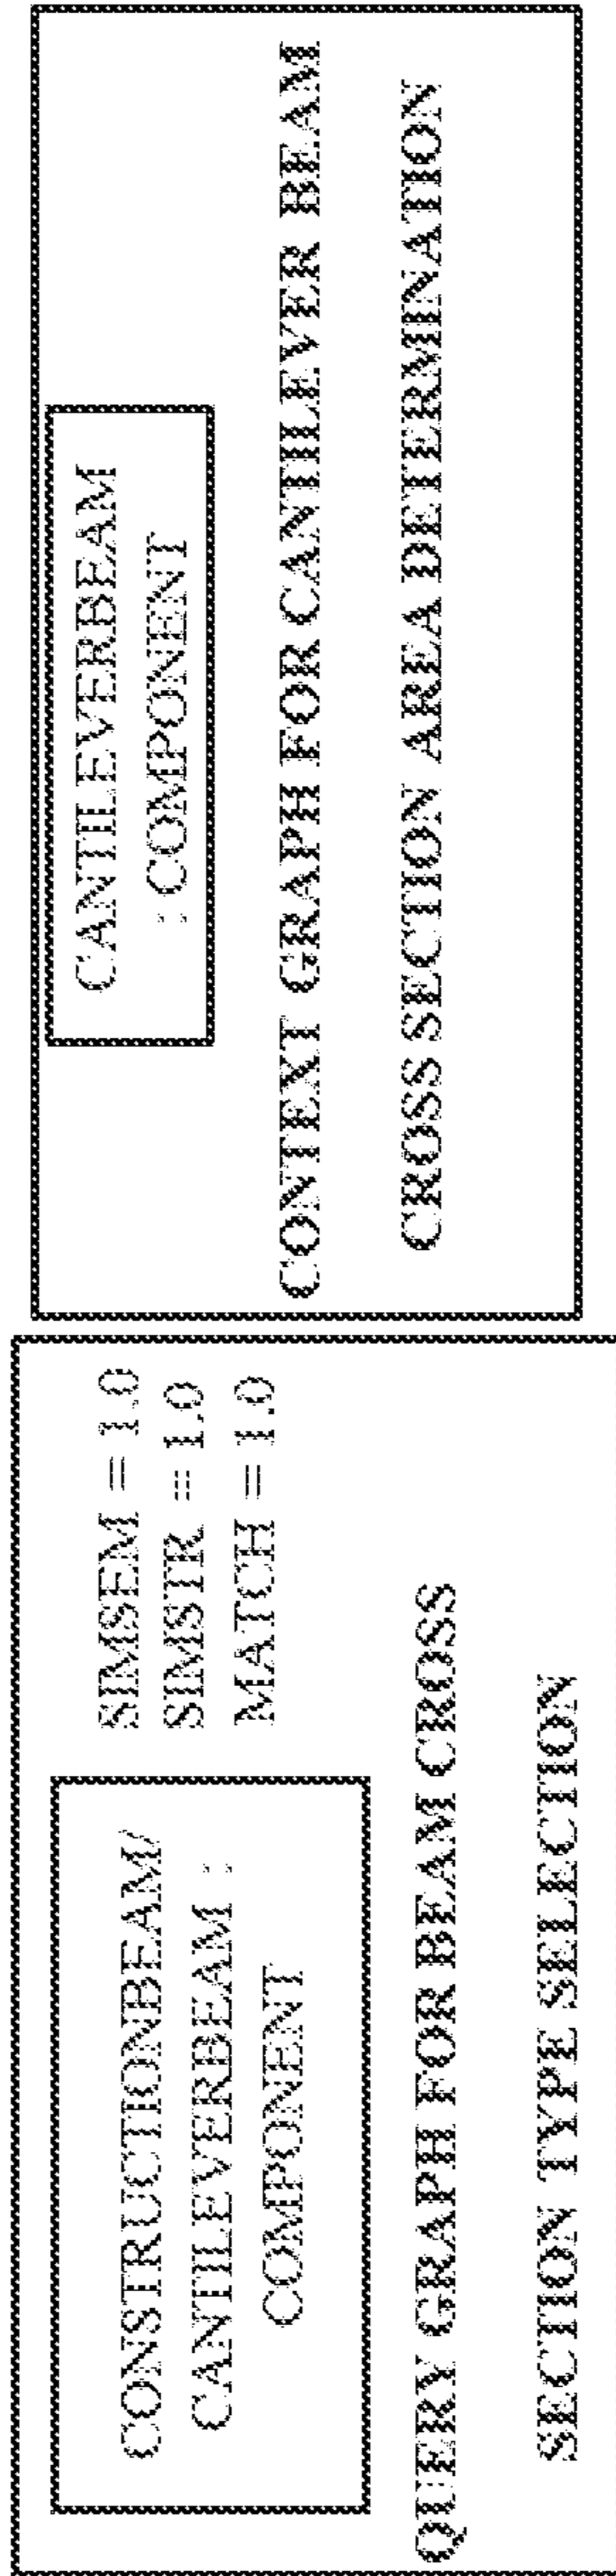 CONSTRUCTIONBEAM/
CANTILEVERBEAM :
COMPONENT
SIMSEM = 1.0
SIMSTR = 1.0
MATCH = 1.0
QUERY GRAPH FOR BEAM CROSS
SECTION TYPE SELECTION
CANTILEVERBEAM
: COMPONENT
CONTEXT GRAPH FOR CANTILEVER BEAM
CROSS SECTION AREA DETERMINATION